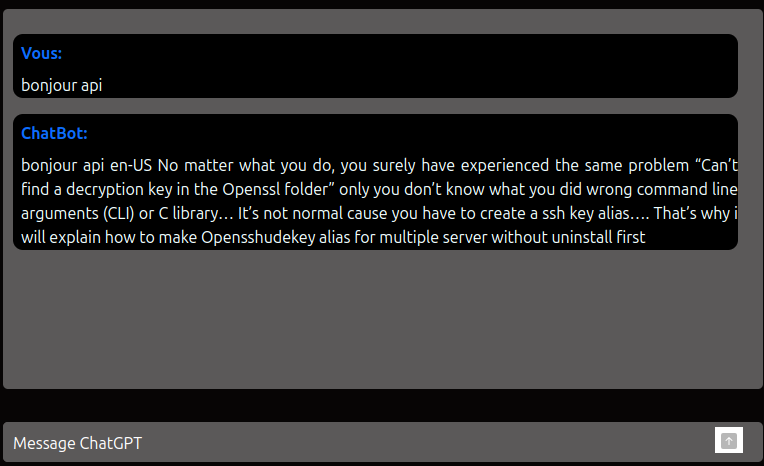 Vous:
bonjour api
ChatBot:
bonjour api en-US No matter what you do, you surely have experienced the same problem “Can’t
find a decryption key in the Openssl folder” only you don’t know what you did wrong command line
arguments (CLI) or C library… It’s not normal cause you have to create a ssh key alias…. That’s why i
will explain how to make Opensshudekey alias for multiple server without uninstall first
Message ChatGPT